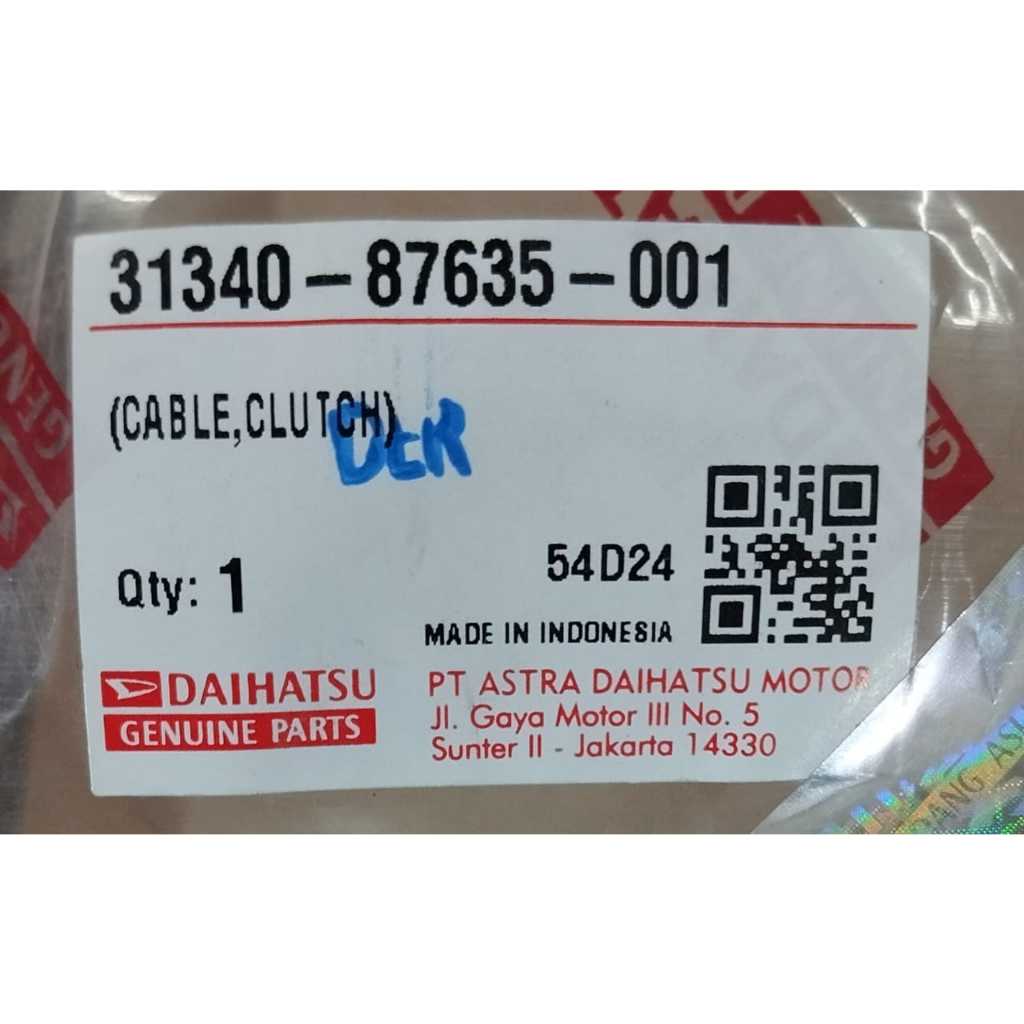 31340-87635-001
(CABLE,CLUTCH)
Qty: 1
54D24
MADE IN INDONESIA
DAIHATSU
GENUINE PARTS
PT ASTRA DAIHATSU MOTOR
Jl. Gaya Motor III No. 5
Sunter II - Jakarta 14330